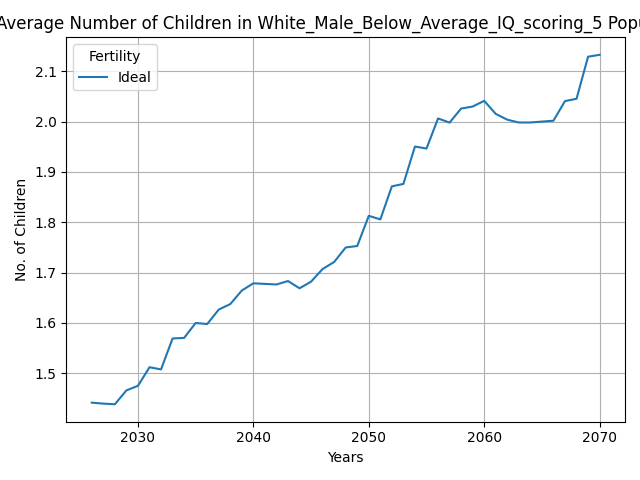 Average Number of Children in White_Male_Below_Average_IQ_scoring_5
Fertility
Ideal
No. of Children
2.1
2.0
1.9
1.8
1.7
1.6
1.5
2030 2040 2050 2060 2070
Years